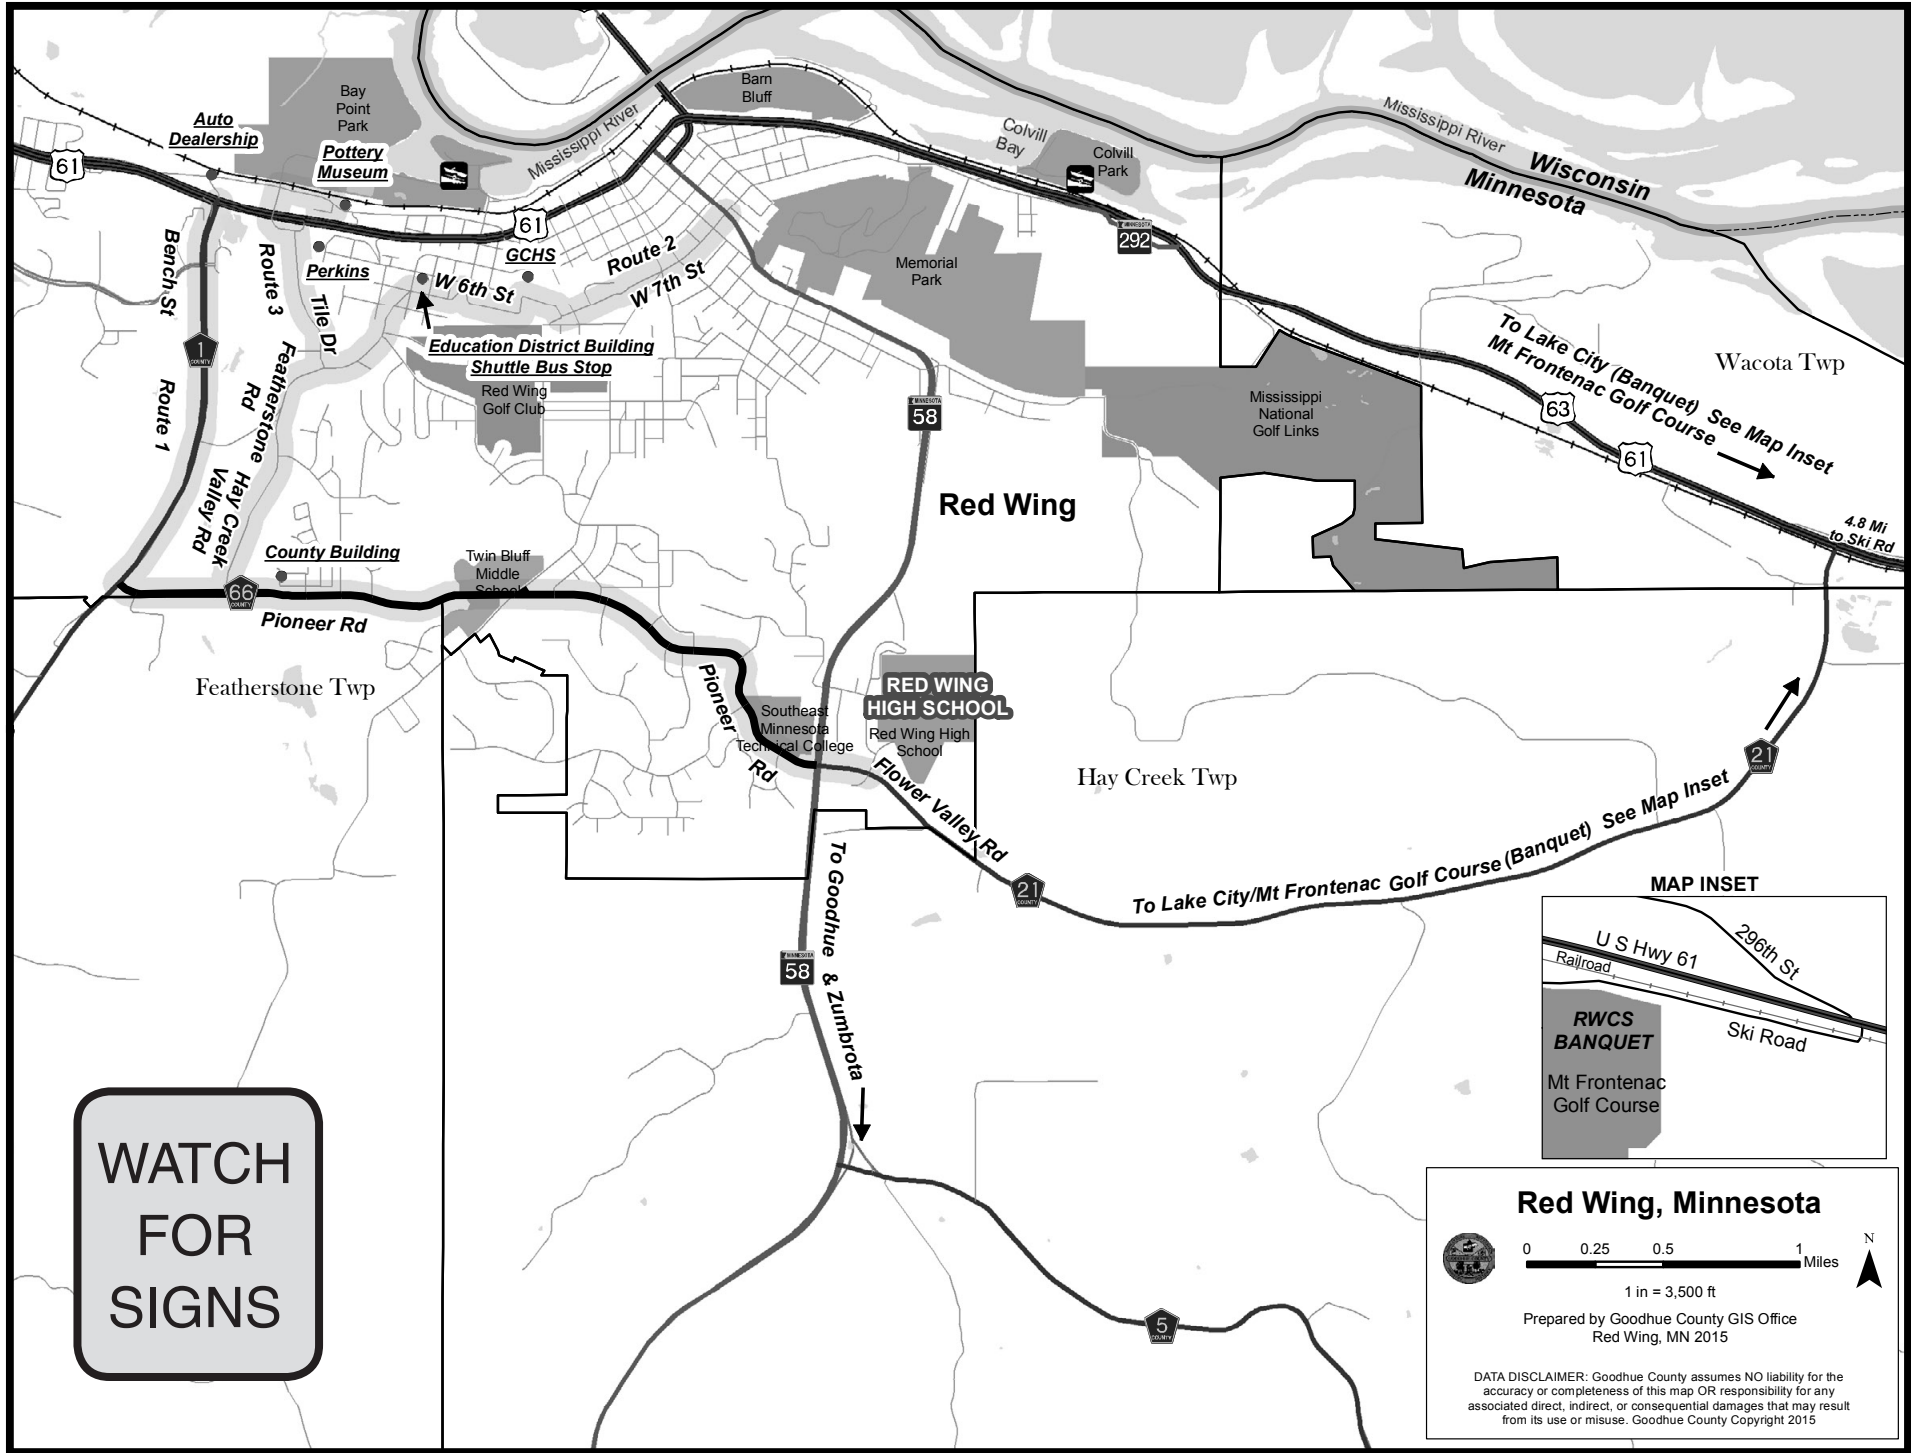 Bay
Point
Park
Barn
Bluff
Auto
Dealership
Pottery
Museum
Mississippi River
Colvill
Bay
Colvill
Park
Mississippi River
Wisconsin
Minnesota
61
61
MINNESOTA
292
Bench St
Route 3
Perkins
GCHS
W 6th St
Route 2
W 7th St
Memorial
Park
Tile Dr
1
COUNTY
Route 1
Featherstone
Rd
Education District Building
Shuttle Bus Stop
Red Wing
Golf Club
MINNESOTA
58
Mississippi
National
Golf Links
To Lake City (Banquet) See Map Inset
Mt Frontenac Golf Course
Wacota Twp
63
61
4.8 Mi
to Ski Rd
Hay Creek
Valley Rd
Red Wing
County Building
Twin Bluff
Middle
School
66
COUNTY
Pioneer Rd
Featherstone Twp
Pioneer
Rd
Southeast
Minnesota
Technical College
RED WING
HIGH SCHOOL
Red Wing High
School
Flower Valley Rd
Hay Creek Twp
21
COUNTY
21
COUNTY
To Lake City/Mt Frontenac Golf Course (Banquet) See Map Inset
To Goodhue & Zumbrota
MINNESOTA
58
MAP INSET
U S Hwy 61
296th St
Railroad
Ski Road
RWCS
BANQUET
Mt Frontenac
Golf Course
WATCH
FOR
SIGNS
5
COUNTY
Red Wing, Minnesota
0 0.25 0.5 1
Miles
N
1 in = 3,500 ft
Prepared by Goodhue County GIS Office
Red Wing, MN 2015
DATA DISCLAIMER: Goodhue County assumes NO liability for the
accuracy or completeness of this map OR responsibility for any
associated direct, indirect, or consequential damages that may result
from its use or misuse. Goodhue County Copyright 2015